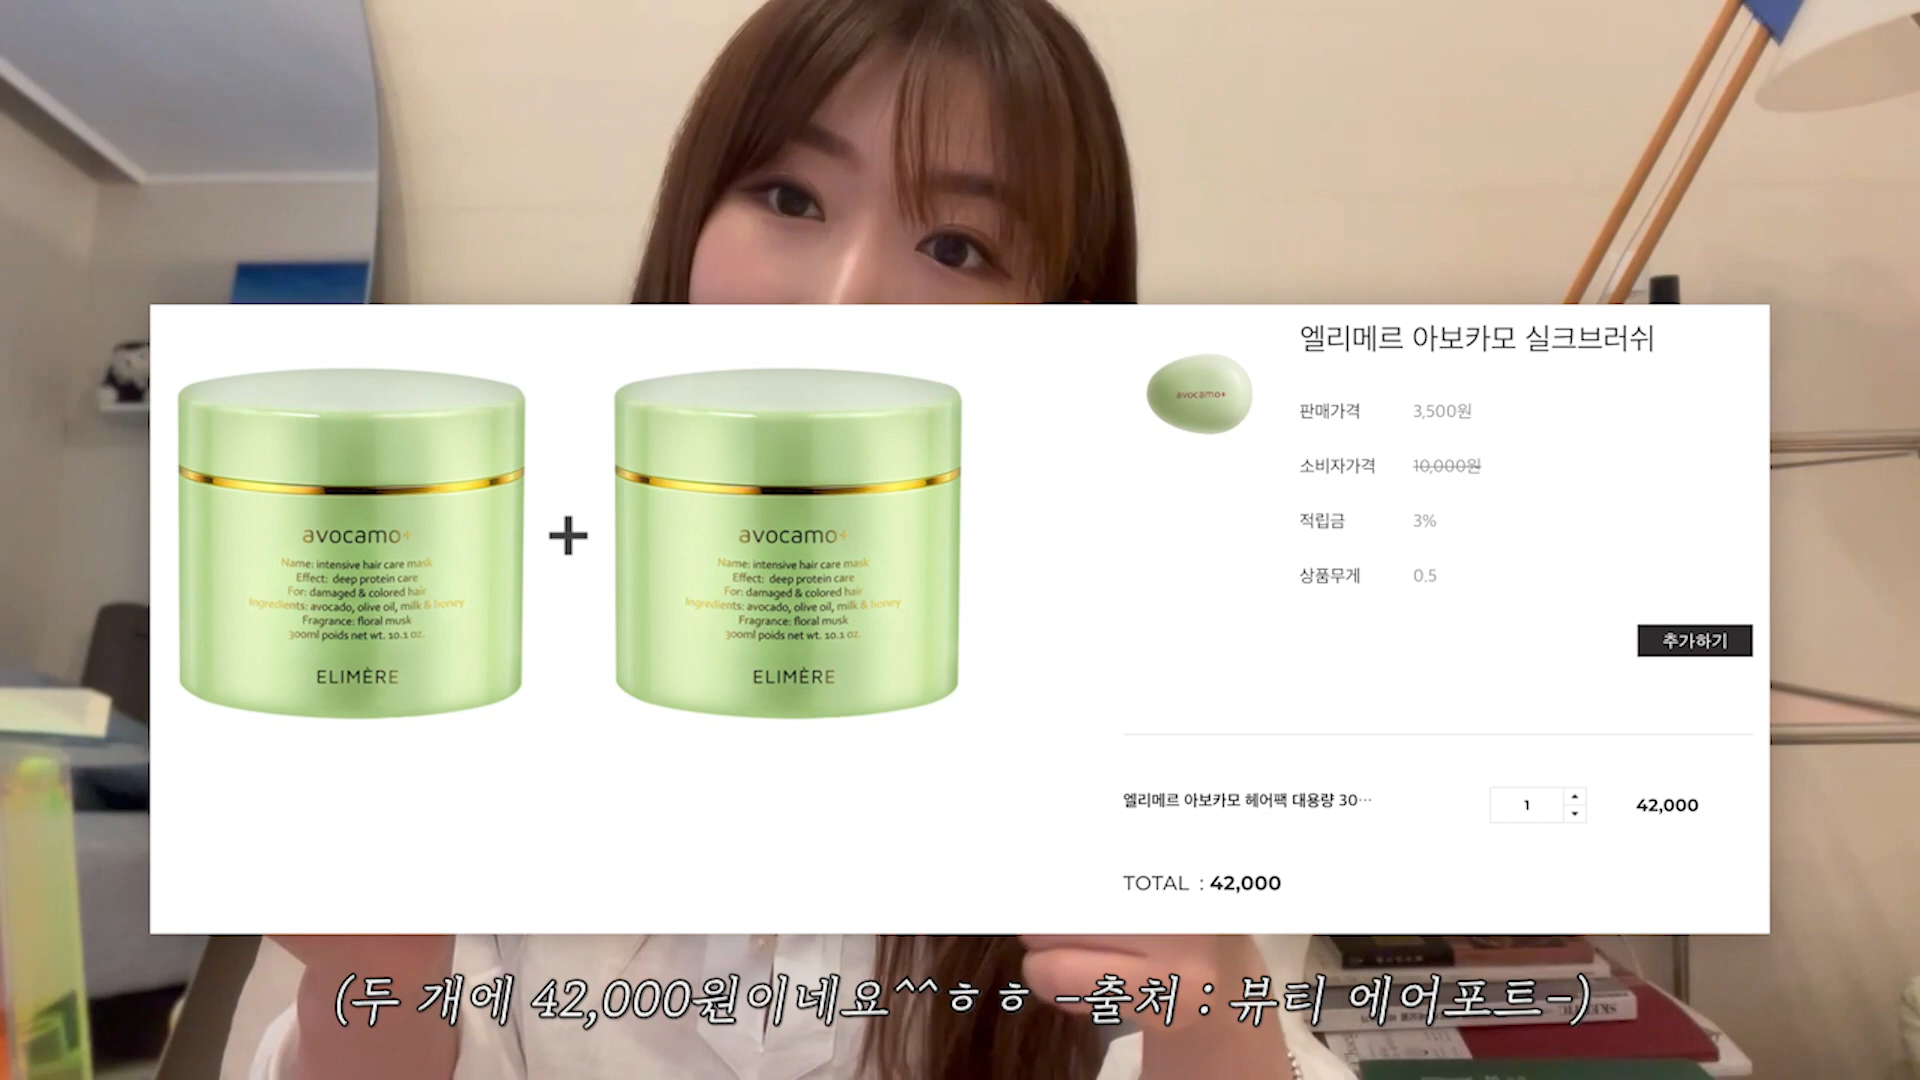 엘리메르 아보카모 실크브러쉬
avocamo+
판매가격 3,500원
소비자가격 10,000원
적립금 3%
상품무게 0.5
추가하기
avocamo+
Name: intensive hair care mask
Effect: deep protein care
For: damaged & colored hair
Ingredients: avocado, olive oil, milk & honey
Fragrance: floral musk
300ml poids net wt. 10.1 oz.
ELIMÈRE
+
avocamo+
Name: intensive hair care mask
Effect: deep protein care
For: damaged & colored hair
Ingredients: avocado, olive oil, milk & honey
Fragrance: floral musk
300ml poids net wt. 10.1 oz.
ELIMÈRE
엘리메르 아보카모 헤어팩 대용량 30… 1 42,000
TOTAL : 42,000
(두 개에 42,000원이네요^^ㅎㅎ -출처 : 뷰티 에어포트-)